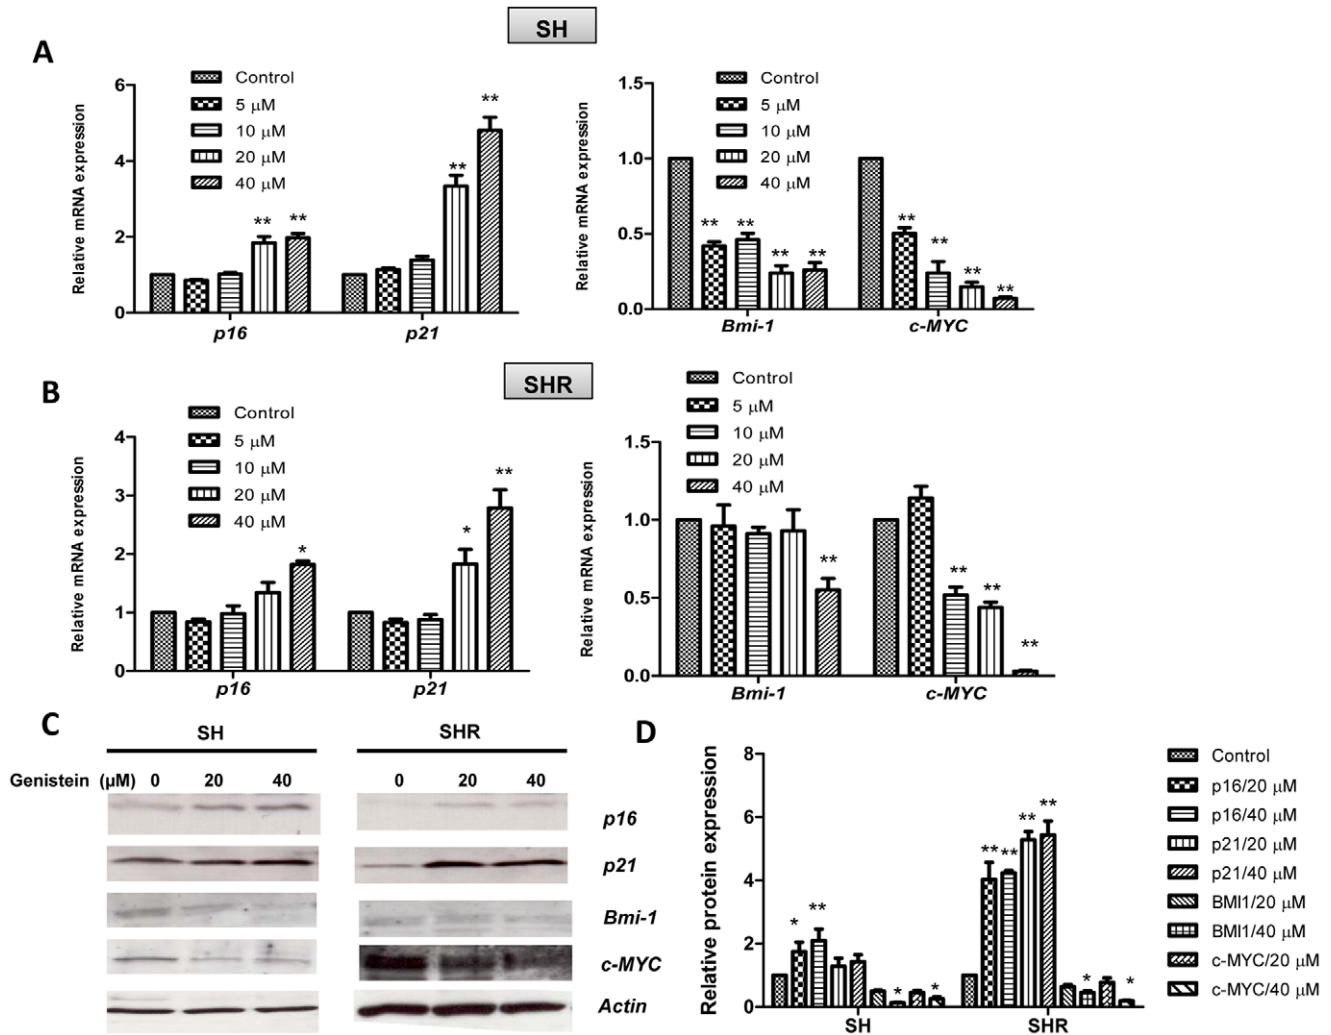 SH
A
Relative mRNA expression
6
4
2
0
Control
5 μM
10 μM
20 μM
40 μM
** ** ** **
p16 p21
Relative mRNA expression
1.5
1.0
0.5
0.0
Control
5 μM
10 μM
20 μM
40 μM
** ** ** ** ** ** ** **
Bmi-1 c-MYC
SHR
B
Relative mRNA expression
4
3
2
1
0
Control
5 μM
10 μM
20 μM
40 μM
* * **
p16 p21
Relative mRNA expression
1.5
1.0
0.5
0.0
Control
5 μM
10 μM
20 μM
40 μM
** ** ** **
Bmi-1 c-MYC
C
SH SHR
Genistein (μM) 0 20 40 0 20 40
p16
p21
Bmi-1
c-MYC
Actin
D
Relative protein expression
8
6
4
2
0
* ** * * ** ** ** ** * *
SH SHR
Control
p16/20 μM
p16/40 μM
p21/20 μM
p21/40 μM
BMI1/20 μM
BMI1/40 μM
c-MYC/20 μM
c-MYC/40 μM